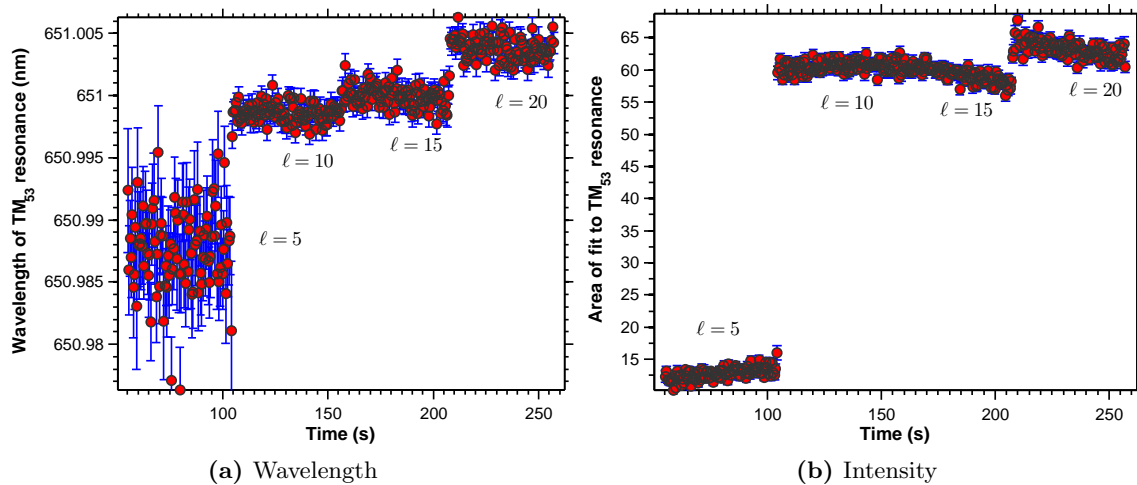 Wavelength of TM53 resonance (nm)
651.005
651
650.995
650.99
650.985
650.98
ℓ = 5
ℓ = 10
ℓ = 15
ℓ = 20
100
150
200
250
Time (s)
(a) Wavelength
Area of fit to TM53 resonance
65
60
55
50
45
40
35
30
25
20
15
ℓ = 5
ℓ = 10
ℓ = 15
ℓ = 20
100
150
200
250
Time (s)
(b) Intensity